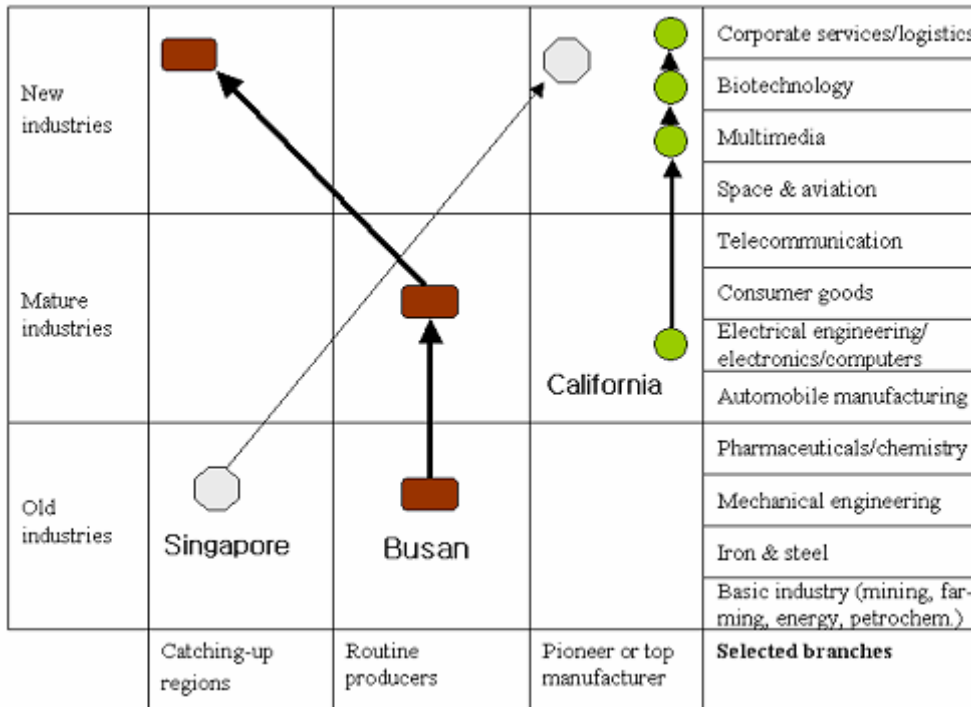 New
industries
Corporate services/logistics
Biotechnology
Multimedia
Space & aviation
Mature
industries
Telecommunication
Consumer goods
Electrical engineering/
electronics/computers
Automobile manufacturing
California
Old
industries
Singapore
Busan
Pharmaceuticals/chemistry
Mechanical engineering
Iron & steel
Basic industry (mining, far-
ming, energy, petrochem.)
Catching-up
regions
Routine
producers
Pioneer or top
manufacturer
Selected branches